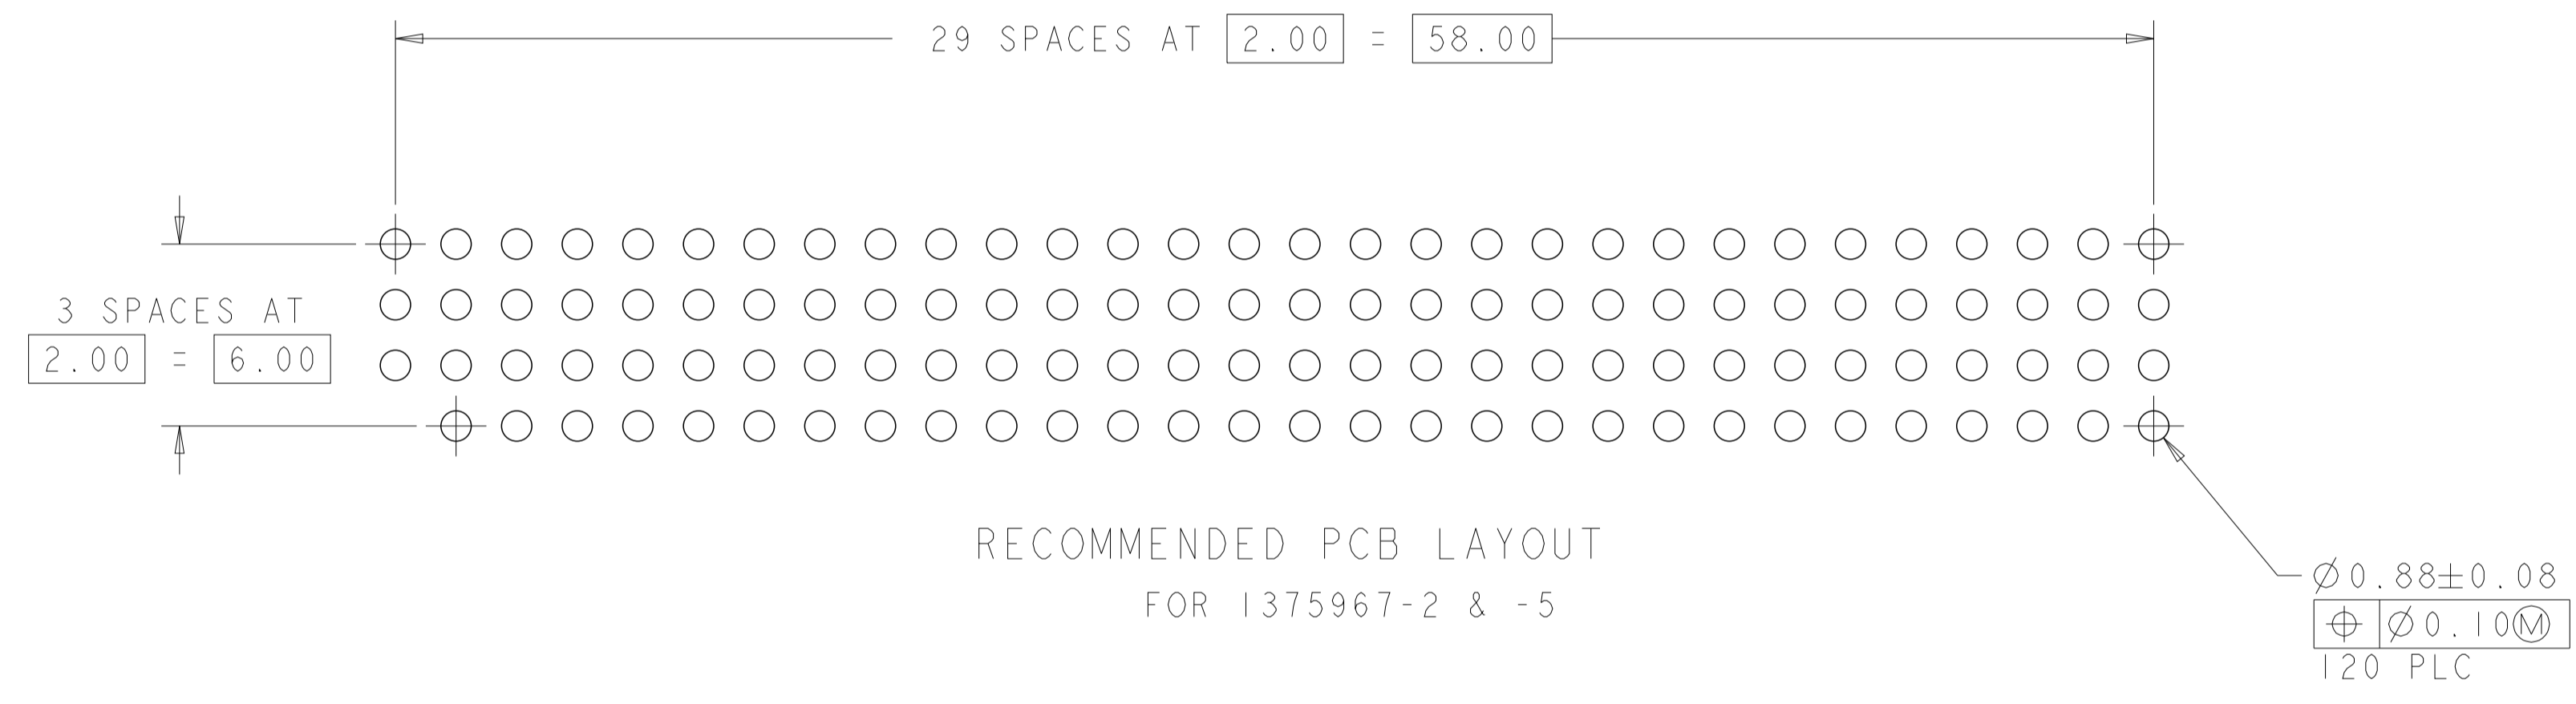 29 SPACES AT 2.00 = 58.00
3 SPACES AT
2.00 = 6.00
RECOMMENDED PCB LAYOUT
FOR 1375967-2 & -5
Ø0.88±0.08
⌖ Ø0.10Ⓜ
120 PLC